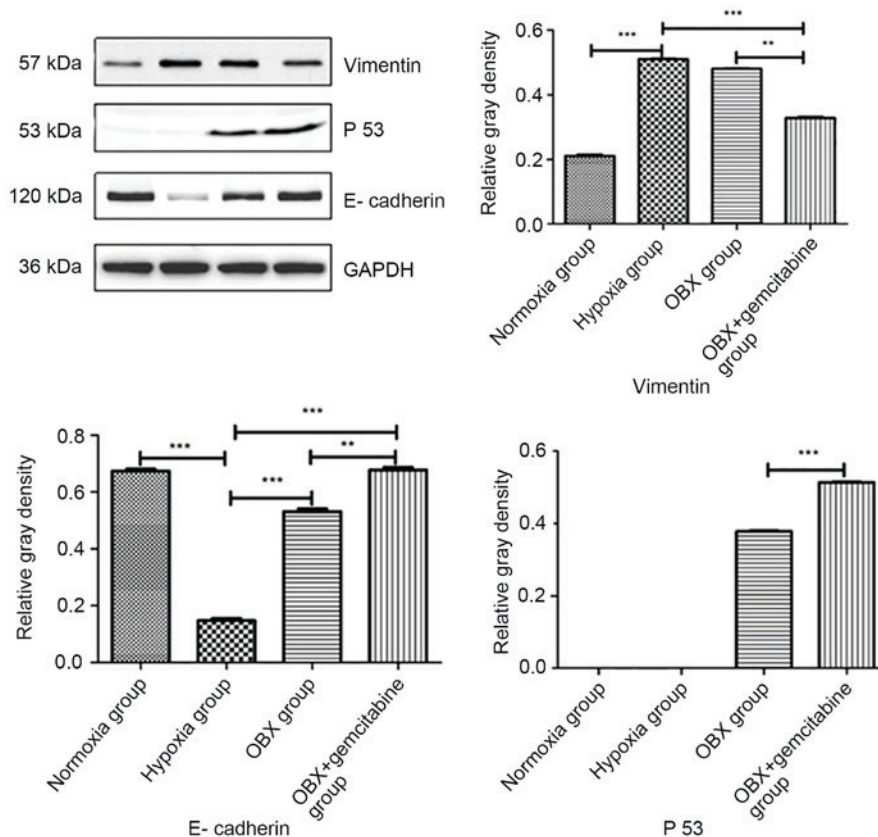 57 kDa
Vimentin
53 kDa
P 53
120 kDa
E- cadherin
36 kDa
GAPDH
Relative gray density
0.6
0.4
0.2
0.0
***
***
**
Normoxia group
Hypoxia group
OBX group
OBX+gemcitabine
group
Vimentin
Relative gray density
0.8
0.6
0.4
0.2
0.0
***
***
***
**
Normoxia group
Hypoxia group
OBX group
OBX+gemcitabine
group
E- cadherin
Relative gray density
0.6
0.4
0.2
0.0
***
Normoxia group
Hypoxia group
OBX group
OBX+gemcitabine
group
P 53